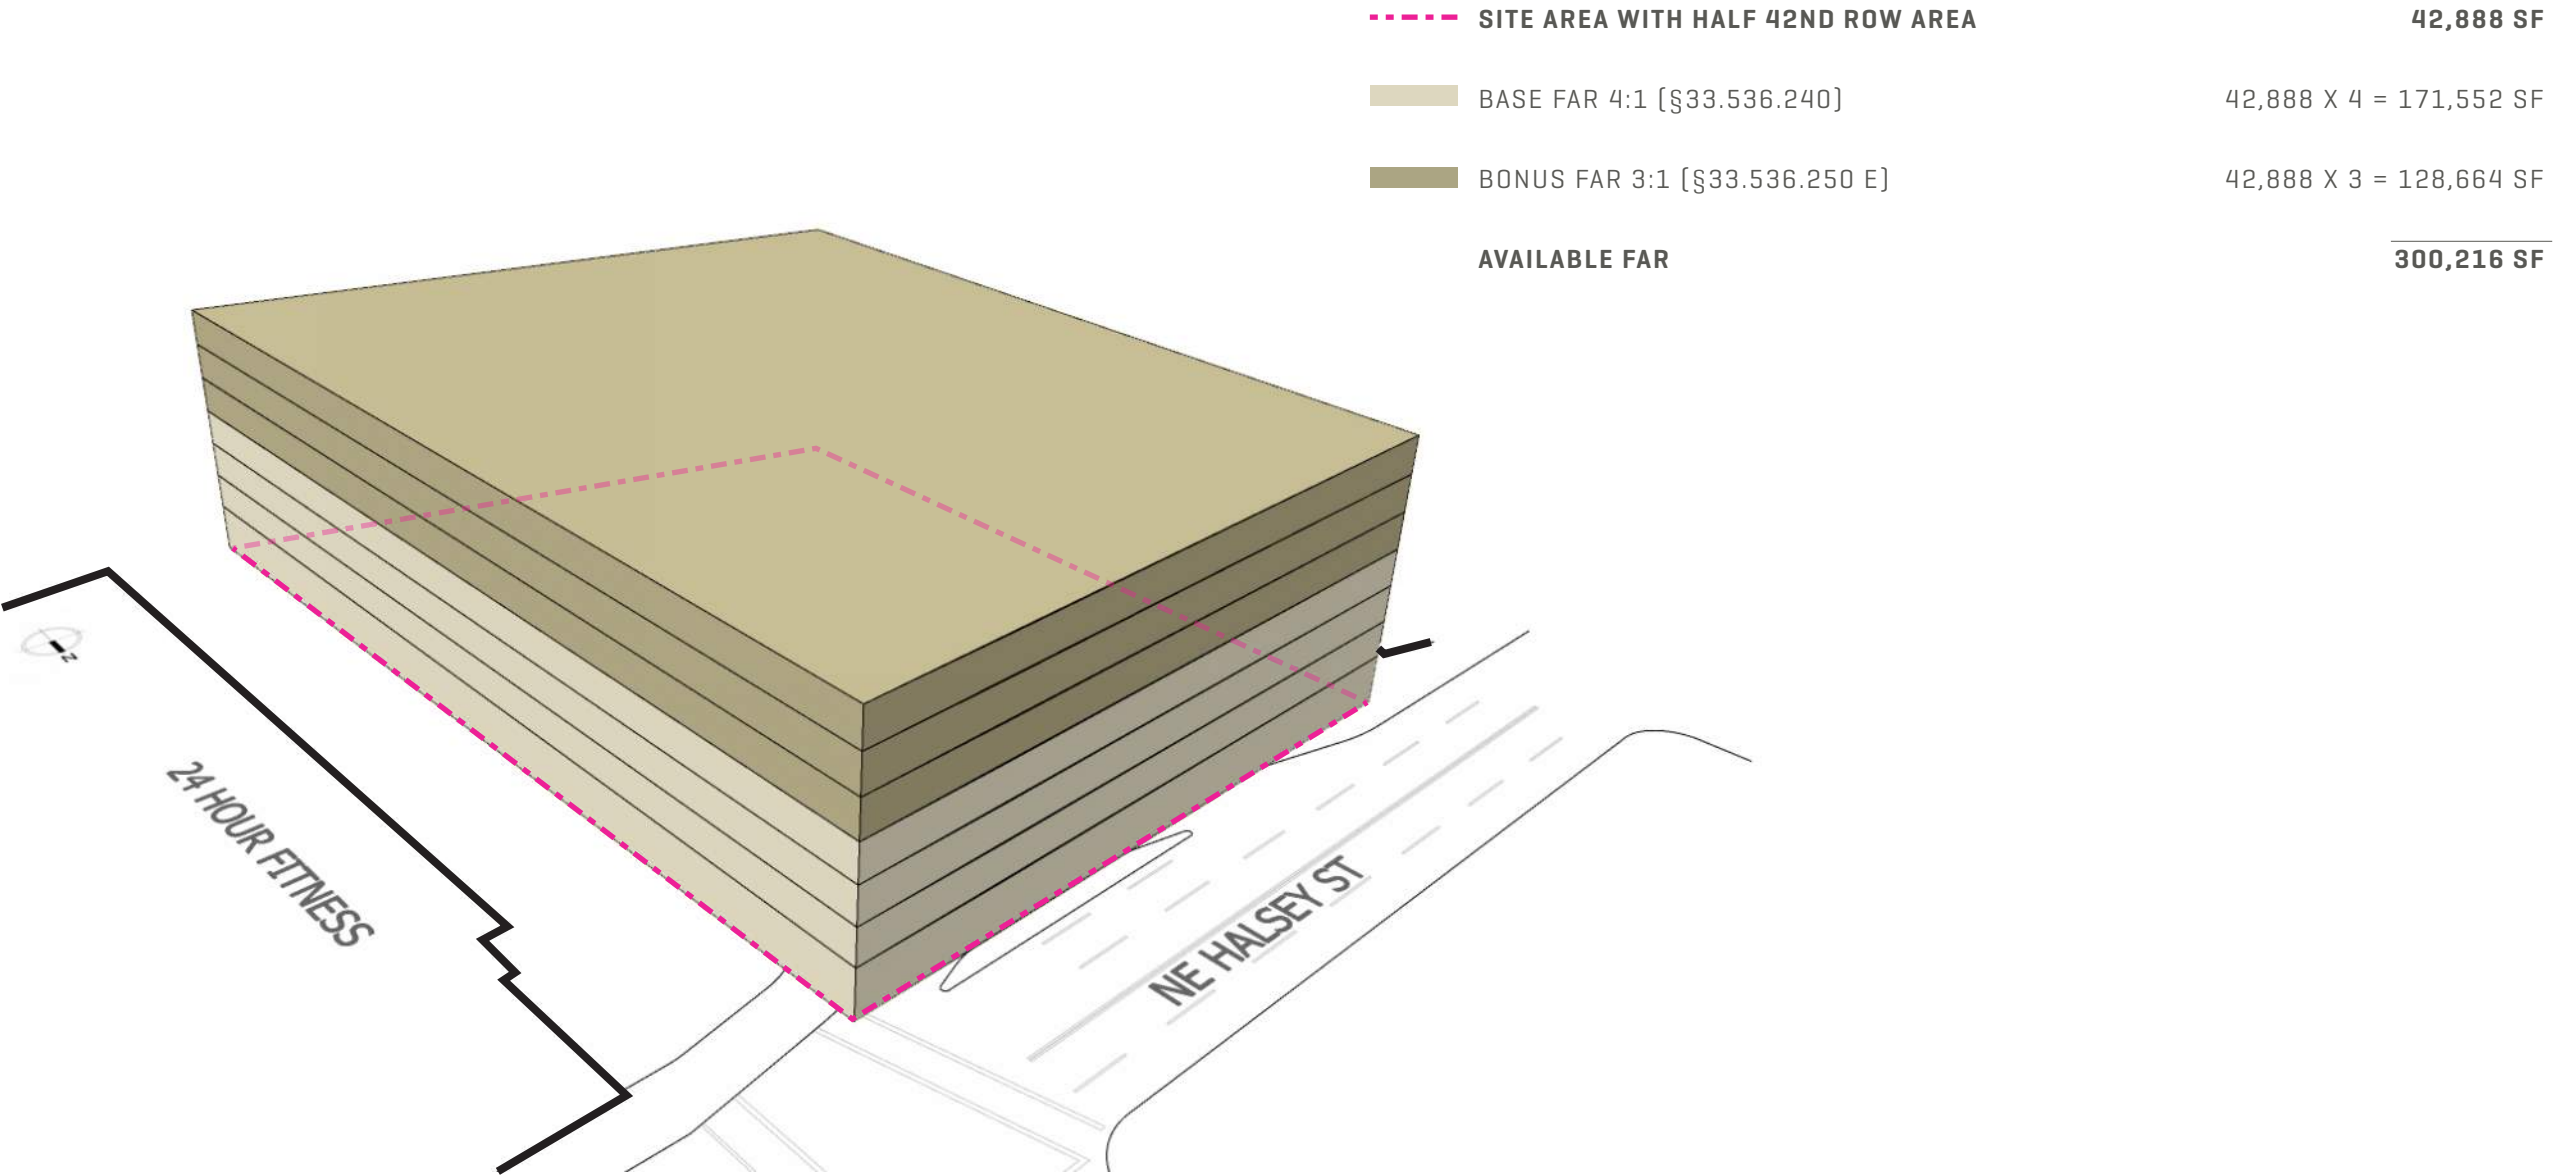 SITE AREA WITH HALF 42ND ROW AREA 42,888 SF
BASE FAR 4:1 (§33.536.240) 42,888 X 4 = 171,552 SF
BONUS FAR 3:1 (§33.536.250 E) 42,888 X 3 = 128,664 SF
AVAILABLE FAR 300,216 SF
N
24 HOUR FITTNESS
NE HALSEY ST